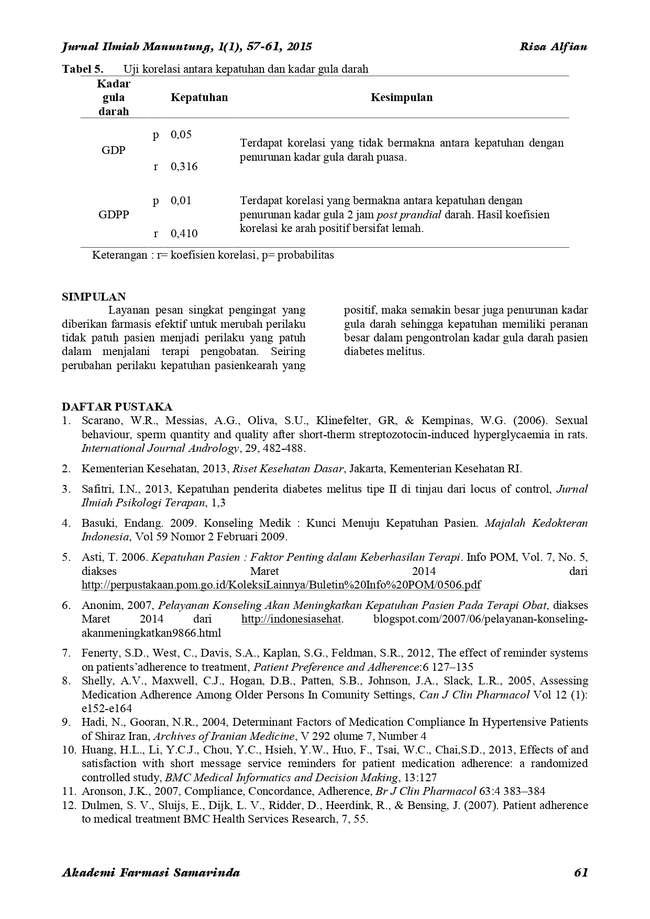 Jurnal Ilmiah Manuntung, 1(1), 57-61, 2015 Riza Alfian
Tabel 5. Uji korelasi antara kepatuhan dan kadar gula darah
Kadar gula darah Kepatuhan Kesimpulan
GDP p 0,05
r 0,316
Terdapat korelasi yang tidak bermakna antara kepatuhan dengan
penurunan kadar gula darah puasa.
GDPP p 0,01
r 0,410
Terdapat korelasi yang bermakna antara kepatuhan dengan
penurunan kadar gula 2 jam post prandial darah. Hasil koefisien
korelasi ke arah positif bersifat lemah.
Keterangan : r= koefisien korelasi, p= probabilitas
SIMPULAN
Layanan pesan singkat pengingat yang
diberikan farmasis efektif untuk merubah perilaku
tidak patuh pasien menjadi perilaku yang patuh
dalam menjalani terapi pengobatan. Seiring
perubahan perilaku kepatuhan pasienkearah yang
positif, maka semakin besar juga penurunan kadar
gula darah sehingga kepatuhan memiliki peranan
besar dalam pengontrolan kadar gula darah pasien
diabetes melitus.
DAFTAR PUSTAKA
1. Scarano, W.R., Messias, A.G., Oliva, S.U., Klinefelter, GR, & Kempinas, W.G. (2006). Sexual
behaviour, sperm quantity and quality after short-therm streptozotocin-induced hyperglycaemia in rats.
International Journal Andrology, 29, 482-488.
2. Kementerian Kesehatan, 2013, Riset Kesehatan Dasar, Jakarta, Kementerian Kesehatan RI.
3. Safitri, I.N., 2013, Kepatuhan penderita diabetes melitus tipe II di tinjau dari locus of control, Jurnal
Ilmiah Psikologi Terapan, 1,3
4. Basuki, Endang. 2009. Konseling Medik : Kunci Menuju Kepatuhan Pasien. Majalah Kedokteran
Indonesia, Vol 59 Nomor 2 Februari 2009.
5. Asti, T. 2006. Kepatuhan Pasien : Faktor Penting dalam Keberhasilan Terapi. Info POM, Vol. 7, No. 5,
diakses Maret 2014 dari
http://perpustakaan.pom.go.id/KoleksiLainnya/Buletin%20Info%20POM/0506.pdf
6. Anonim, 2007, Pelayanan Konseling Akan Meningkatkan Kepatuhan Pasien Pada Terapi Obat, diakses
Maret 2014 dari http://indonesiasehat. blogspot.com/2007/06/pelayanan-konseling-
akanmeningkatkan9866.html
7. Fenerty, S.D., West, C., Davis, S.A., Kaplan, S.G., Feldman, S.R., 2012, The effect of reminder systems
on patients’adherence to treatment, Patient Preference and Adherence:6 127–135
8. Shelly, A.V., Maxwell, C.J., Hogan, D.B., Patten, S.B., Johnson, J.A., Slack, L.R., 2005, Assessing
Medication Adherence Among Older Persons In Comunity Settings, Can J Clin Pharmacol Vol 12 (1):
e152-e164
9. Hadi, N., Gooran, N.R., 2004, Determinant Factors of Medication Compliance In Hypertensive Patients
of Shiraz Iran, Archives of Iranian Medicine, V 292 olume 7, Number 4
10. Huang, H.L., Li, Y.C.J., Chou, Y.C., Hsieh, Y.W., Huo, F., Tsai, W.C., Chai,S.D., 2013, Effects of and
satisfaction with short message service reminders for patient medication adherence: a randomized
controlled study, BMC Medical Informatics and Decision Making, 13:127
11. Aronson, J.K., 2007, Compliance, Concordance, Adherence, Br J Clin Pharmacol 63:4 383–384
12. Dulmen, S. V., Sluijs, E., Dijk, L. V., Ridder, D., Heerdink, R., & Bensing, J. (2007). Patient adherence
to medical treatment BMC Health Services Research, 7, 55.
Akademi Farmasi Samarinda 61